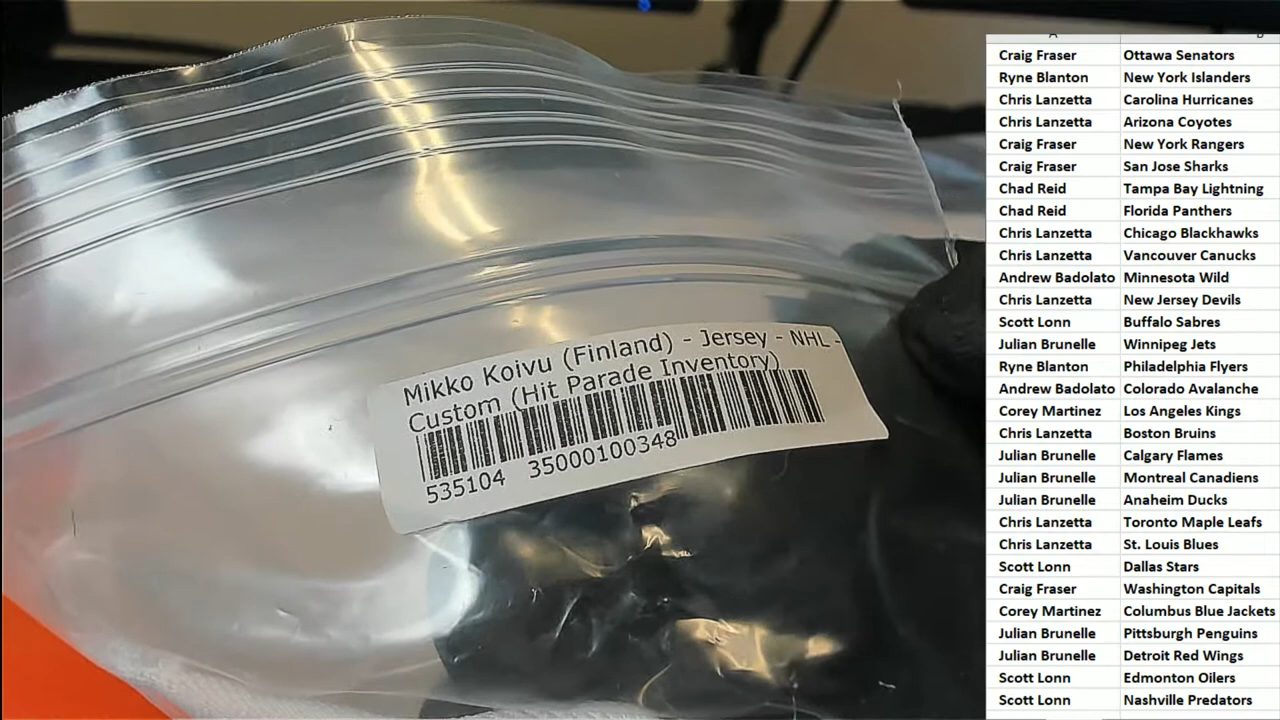 Mikko Koivu (Finland) - Jersey - NHL -
Custom (Hit Parade Inventory)
535104 35000100348
Craig Fraser Ottawa Senators
Ryne Blanton New York Islanders
Chris Lanzetta Carolina Hurricanes
Chris Lanzetta Arizona Coyotes
Craig Fraser New York Rangers
Craig Fraser San Jose Sharks
Chad Reid Tampa Bay Lightning
Chad Reid Florida Panthers
Chris Lanzetta Chicago Blackhawks
Chris Lanzetta Vancouver Canucks
Andrew Badolato Minnesota Wild
Chris Lanzetta New Jersey Devils
Scott Lonn Buffalo Sabres
Julian Brunelle Winnipeg Jets
Ryne Blanton Philadelphia Flyers
Andrew Badolato Colorado Avalanche
Corey Martinez Los Angeles Kings
Chris Lanzetta Boston Bruins
Julian Brunelle Calgary Flames
Julian Brunelle Montreal Canadiens
Julian Brunelle Anaheim Ducks
Chris Lanzetta Toronto Maple Leafs
Chris Lanzetta St. Louis Blues
Scott Lonn Dallas Stars
Craig Fraser Washington Capitals
Corey Martinez Columbus Blue Jackets
Julian Brunelle Pittsburgh Penguins
Julian Brunelle Detroit Red Wings
Scott Lonn Edmonton Oilers
Scott Lonn Nashville Predators